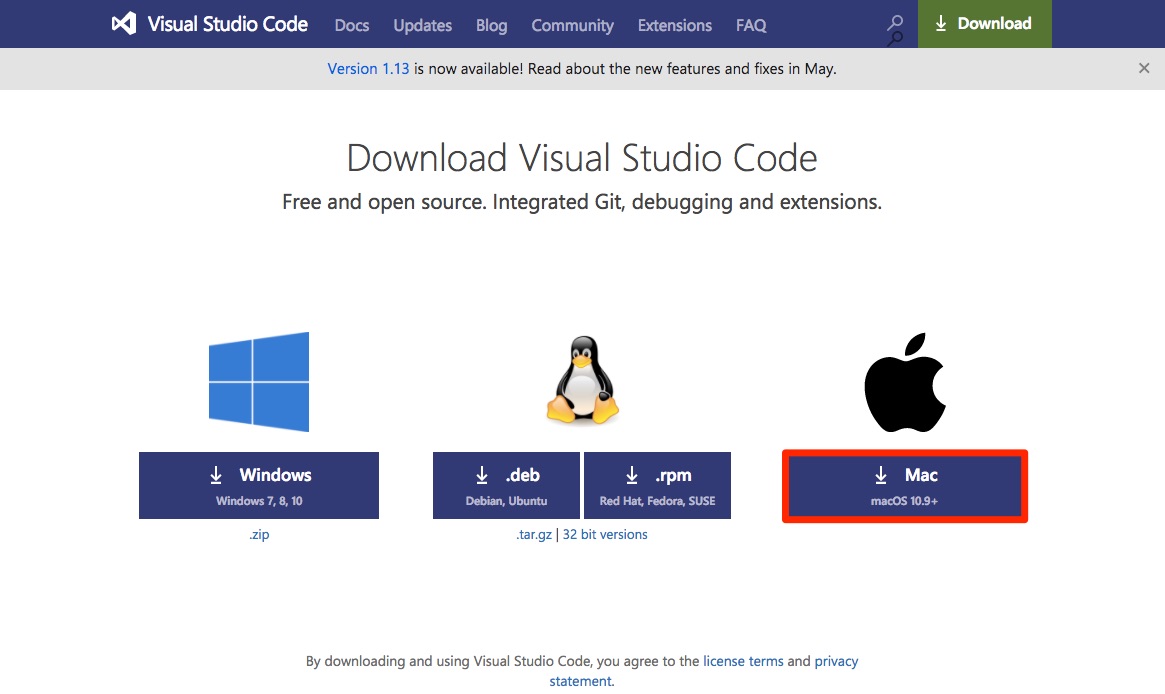 Visual Studio Code Docs Updates Blog Community Extensions FAQ Download
Version 1.13 is now available! Read about the new features and fixes in May.
Download Visual Studio Code
Free and open source. Integrated Git, debugging and extensions.
Windows
Windows 7, 8, 10
.zip
.deb
Debian, Ubuntu
.rpm
Red Hat, Fedora, SUSE
.tar.gz | 32 bit versions
Mac
macOS 10.9+
By downloading and using Visual Studio Code, you agree to the license terms and privacy
statement.